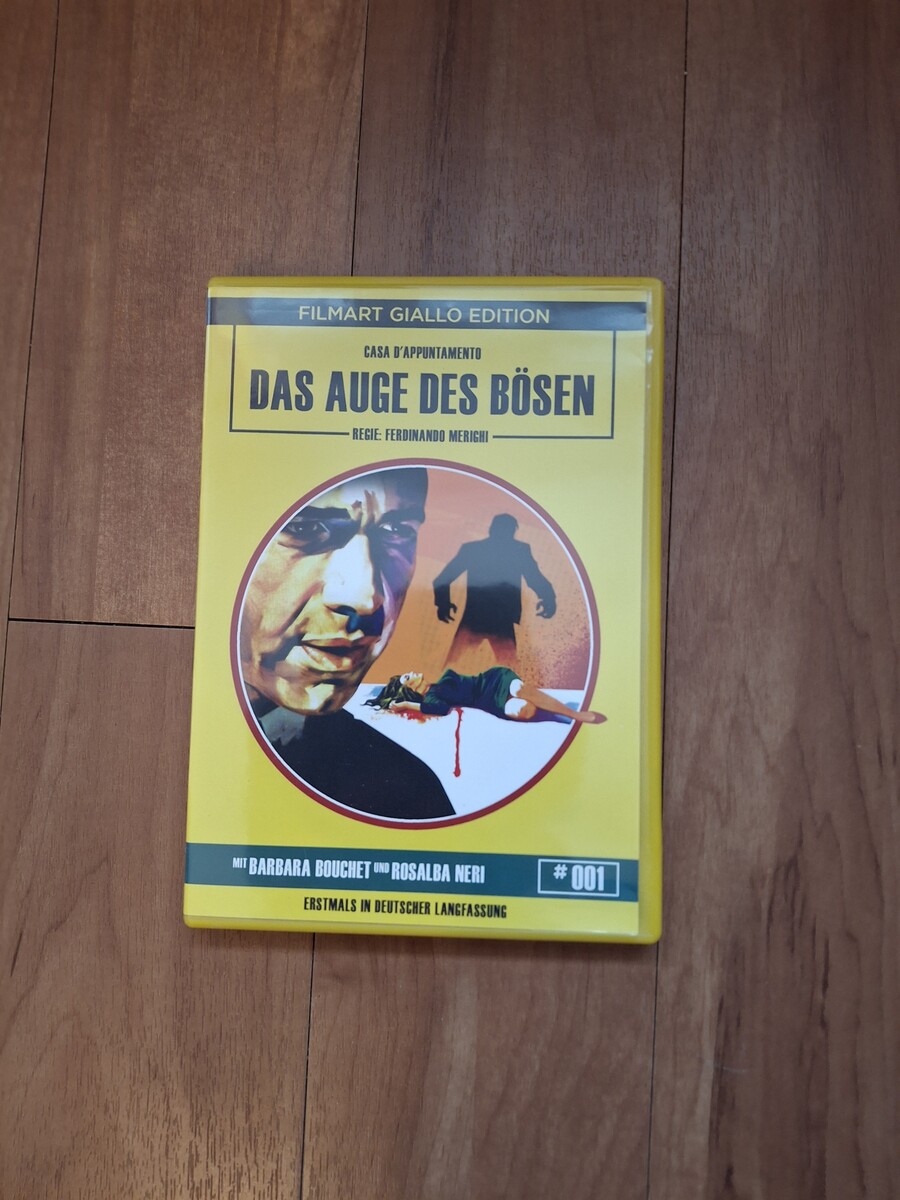 FILMART GIALLO EDITION
CASA D'APPUNTAMENTO
DAS AUGE DES BÖSEN
REGIE: FERDINANDO MERIGHI
MIT BARBARA BOUCHET UND ROSALBA NERI
# 001
ERSTMALS IN DEUTSCHER LANGFASSUNG